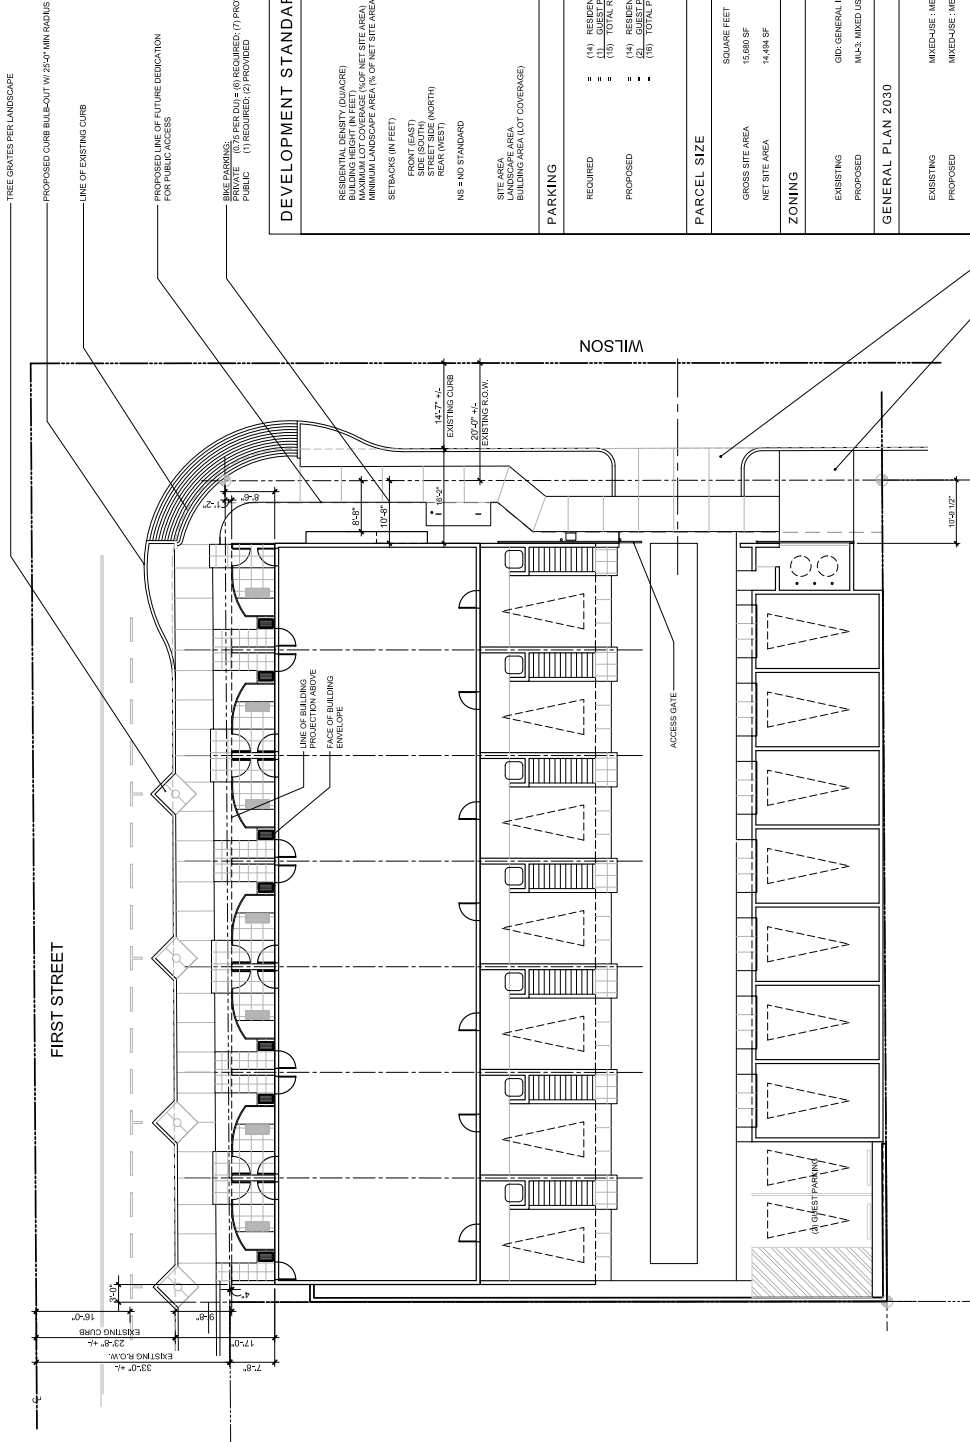 TREE GRATES PER LANDSCAPE
PROPOSED CURB BULB-OUT W/ 25'-0" MIN RADIUS
LINE OF EXISTING CURB
PROPOSED LINE OF FUTURE DEDICATION
FOR PUBLIC ACCESS
BIKE PARKING:
PRIVATE (0.75 PER DU) = (6) REQUIRED; (7) PRO
PUBLIC (1) REQUIRED; (2) PROVIDED
DEVELOPMENT STANDAR
RESIDENTIAL DENSITY (DU/ACRE)
BUILDING HEIGHT (IN FEET)
MAXIMUM LOT COVERAGE (% OF NET SITE AREA)
MINIMUM LANDSCAPE AREA (% OF NET SITE AREA
SETBACKS (IN FEET)
FRONT (EAST)
SIDE (SOUTH)
STREET SIDE (NORTH)
REAR (WEST)
NS = NO STANDARD
SITE AREA
LANDSCAPE AREA
BUILDING AREA (LOT COVERAGE)
PARKING
REQUIRED = (14) RESIDEN
= (1) GUEST P
= (15) TOTAL R
PROPOSED = (14) RESIDEN
= (2) GUEST P
= (16) TOTAL P
PARCEL SIZE
SQUARE FEET
GROSS SITE AREA 15,680 SF
NET SITE AREA 14,494 SF
ZONING
EXISITING GID: GENERAL I
PROPOSED MU-3: MIXED US
GENERAL PLAN 2030
EXISISTING MIXED-USE : ME
PROPOSED MIXED-USE : ME
WILSON
FIRST STREET
14'-7" +/-
EXISTING CURB
20'-0" +/-
EXISTING R.O.W.
8'-6"
1'-2"
8'-8"
10'-8"
16'-2"
10'-9 1/2"
LINE OF BUILDING
PROJECTION ABOVE
FACE OF BUILDING
ENVELOPE
ACCESS GATE
(2) GUEST PARKING
3'-0"
16'-0"
EXISTING CURB
23'-8" +/-
EXISTING R.O.W.
33'-0" +/-
9'-8"
17'-0"
7'-8"
4"